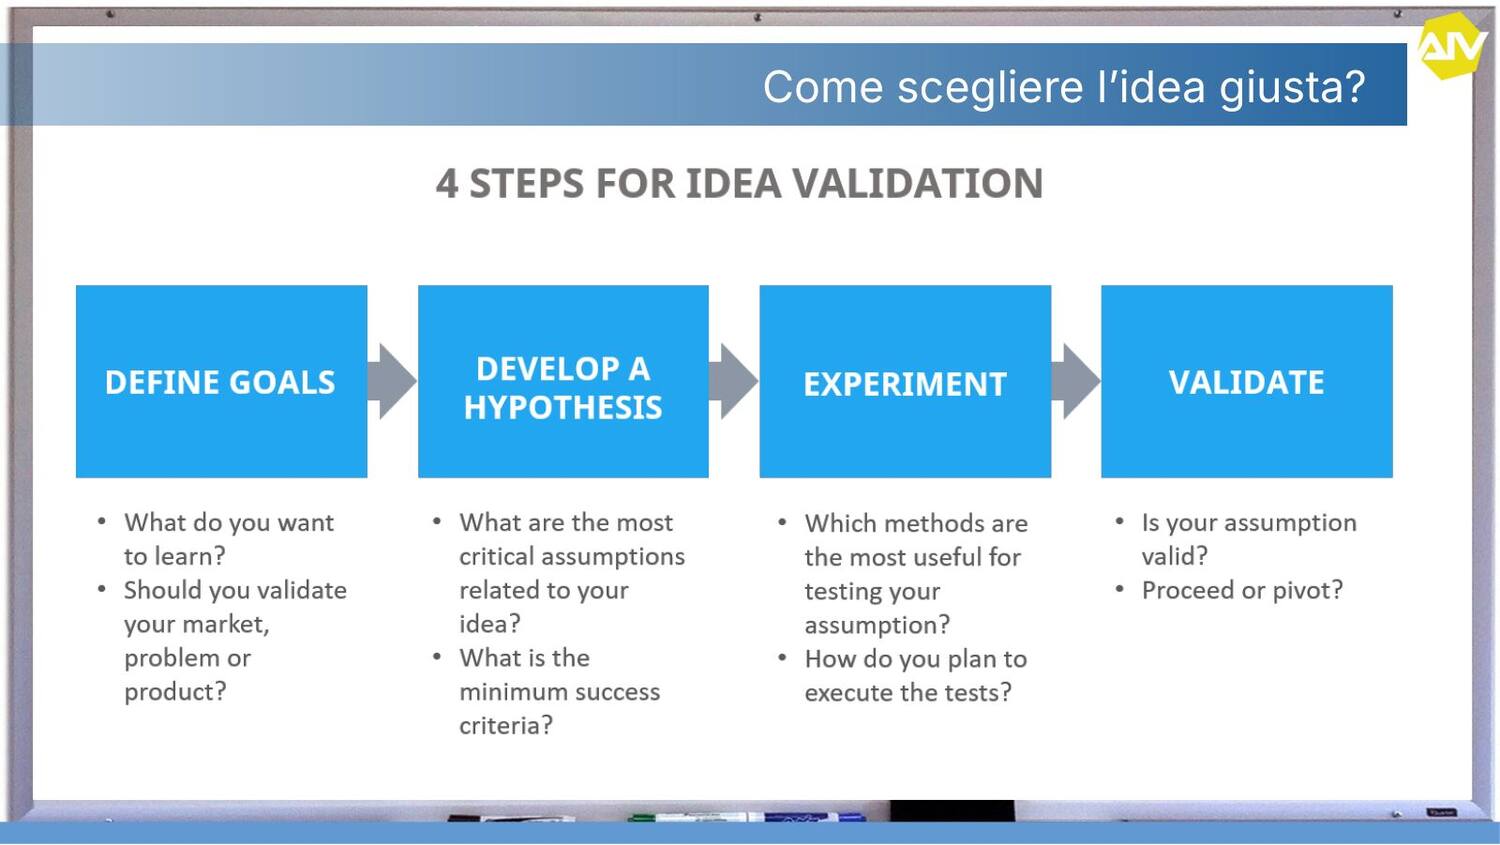 Come scegliere l’idea giusta?
AIV
4 STEPS FOR IDEA VALIDATION
DEFINE GOALS
DEVELOP A
HYPOTHESIS
EXPERIMENT
VALIDATE
• What do you want
to learn?
• Should you validate
your market,
problem or
product?
• What are the most
critical assumptions
related to your
idea?
• What is the
minimum success
criteria?
• Which methods are
the most useful for
testing your
assumption?
• How do you plan to
execute the tests?
• Is your assumption
valid?
• Proceed or pivot?